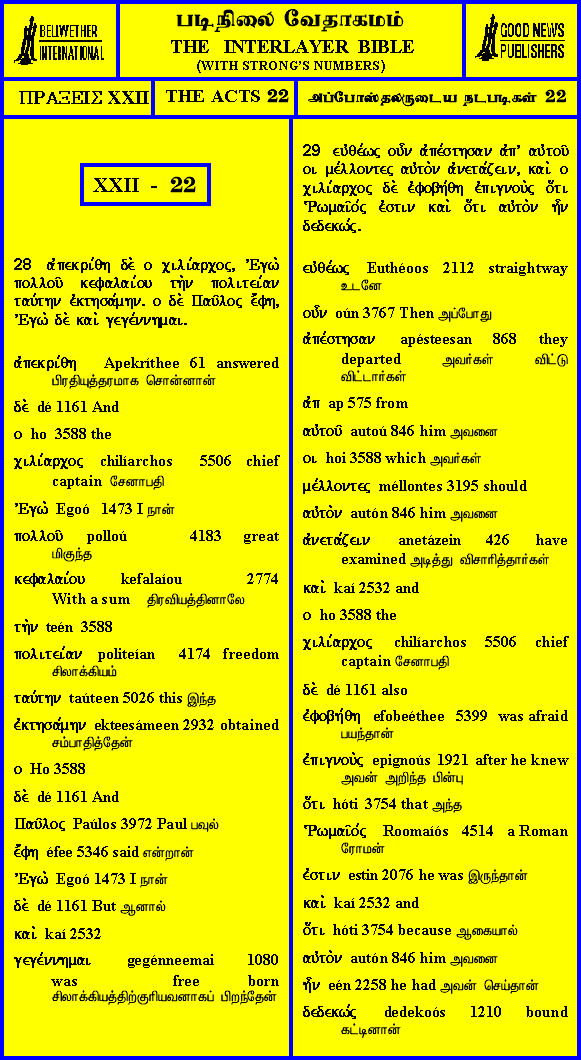 BELLWETHER
INTERNATIONAL
படிநிலை வேதாகமம்
THE INTERLAYER BIBLE
(WITH STRONG'S NUMBERS)
GOOD NEWS
PUBLISHERS
ΠΡΑΞΕΙΣ XXII
THE ACTS 22
அப்போஸ்தலருடைய நடபடிகள் 22
XXII - 22
28 ἀπεκρίθη δὲ ο χιλίαρχος, Ἐγὼ
πολλοῦ κεφαλαίου τὴν πολιτείαν
ταύτην ἐκτησάμην. ο δὲ Παῦλος ἔφη,
Ἐγὼ δὲ καὶ γεγέννημαι.
ἀπεκρίθη Apekríthee 61 answered
பிரதியுத்தரமாக சொன்னான்
δὲ dé 1161 And
ο ho 3588 the
χιλίαρχος chilíarchos 5506 chief
captain சேனாபதி
Ἐγὼ Egoó 1473 I நான்
πολλοῦ polloú 4183 great
மிகுந்த
κεφαλαίου kefalaíou 2774
With a sum திரவியத்தினாலே
τὴν teén 3588
πολιτείαν politeían 4174 freedom
சிலாக்கியம்
ταύτην taúteen 5026 this இந்த
ἐκτησάμην ekteesámeen 2932 obtained
சம்பாதித்தேன்
ο Ho 3588
δὲ dé 1161 And
Παῦλος Paúlos 3972 Paul பவுல்
ἔφη éfee 5346 said என்றான்
Ἐγὼ Egoó 1473 I நான்
δὲ dé 1161 But ஆனால்
καὶ kaí 2532
γεγέννημαι gegénneemai 1080
was free born
சிலாக்கியத்திற்குரியவனாகப் பிறந்தேன்
29 εὐθέως οὖν ἀπέστησαν ἀπ' αὐτοῦ
οι μέλλοντες αὐτὸν ἀνετάζειν, καὶ ο
χιλίαρχος δὲ ἐφοβήθη ἐπιγνοὺς ὅτι
Ῥωμαῖός ἐστιν καὶ ὅτι αὐτὸν ἦν
δεδεκώς.
εὐθέως Euthéoos 2112 straightway
உடனே
οὖν oún 3767 Then அப்போது
ἀπέστησαν apésteesan 868 they
departed அவர்கள் விட்டு
விட்டார்கள்
ἀπ ap 575 from
αὐτοῦ autoú 846 him அவனை
οι hoi 3588 which அவர்கள்
μέλλοντες méllontes 3195 should
αὐτὸν autón 846 him அவனை
ἀνετάζειν anetázein 426 have
examined அடித்து விசாரித்தார்கள்
καὶ kaí 2532 and
ο ho 3588 the
χιλίαρχος chilíarchos 5506 chief
captain சேனாபதி
δὲ dé 1161 also
ἐφοβήθη efobeéthee 5399 was afraid
பயந்தான்
ἐπιγνοὺς epignoús 1921 after he knew
அவன் அறிந்த பின்பு
ὅτι hóti 3754 that அந்த
Ῥωμαῖός Roomaíós 4514 a Roman
ரோமன்
ἐστιν estin 2076 he was இருந்தான்
καὶ kaí 2532 and
ὅτι hóti 3754 because ஆகையால்
αὐτὸν autón 846 him அவனை
ἦν eén 2258 he had அவன் செய்தான்
δεδεκώς dedekoós 1210 bound
கட்டினான்